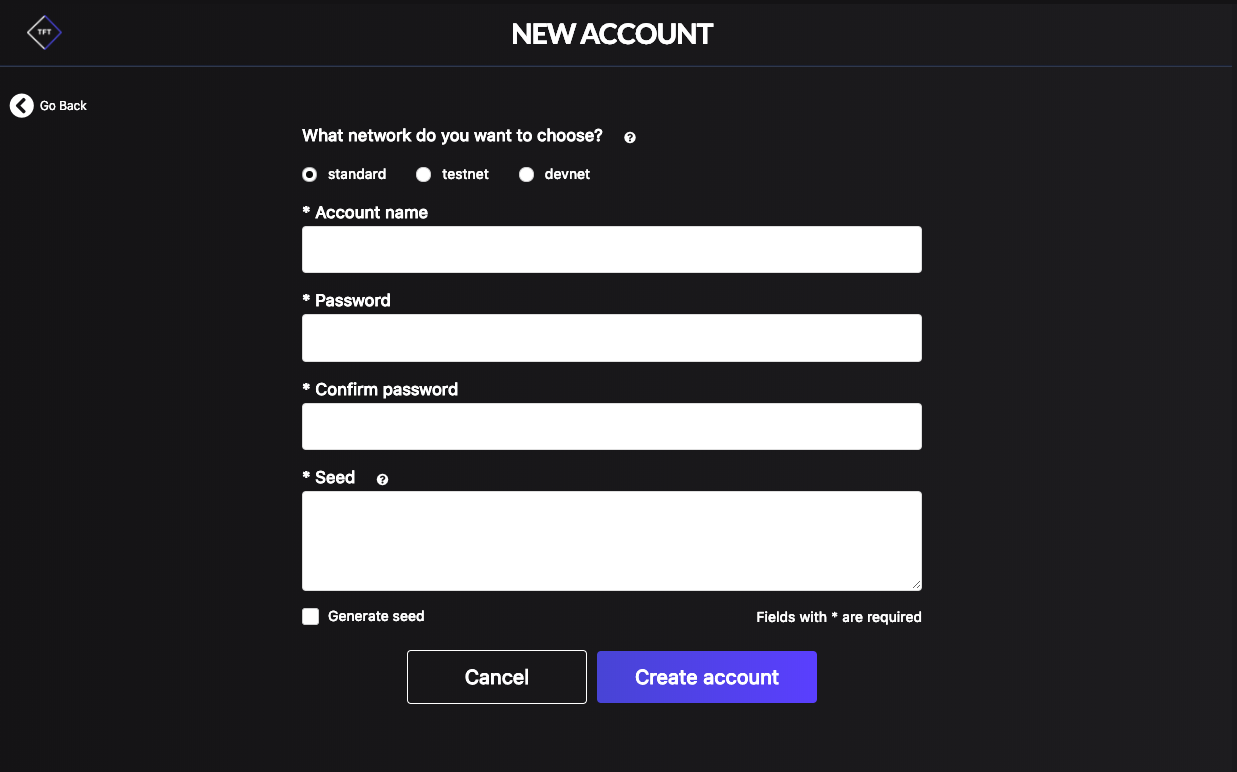 TFT
NEW ACCOUNT
Go Back
What network do you want to choose? ?
standard testnet devnet
* Account name
* Password
* Confirm password
* Seed ?
Generate seed Fields with * are required
Cancel Create account